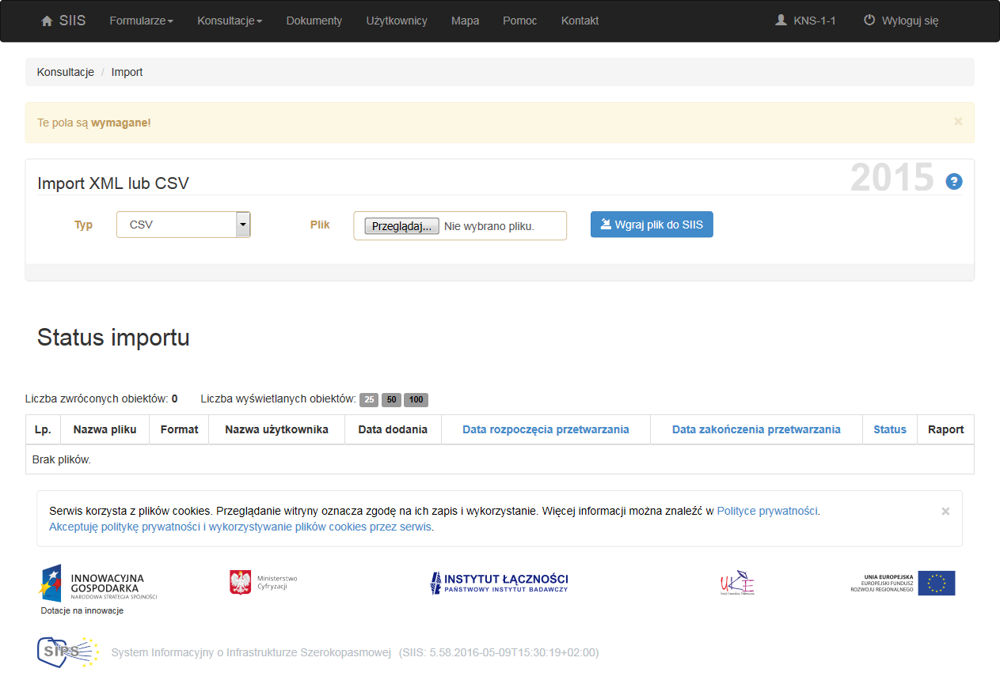 SIIS Formularze Konsultacje Dokumenty Użytkownicy Mapa Pomoc Kontakt KNS-1-1 Wyloguj się
Konsultacje / Import
Te pola są wymagane! ×
Import XML lub CSV 2015 ?
Typ CSV Plik Przeglądaj... Nie wybrano pliku. Wgraj plik do SIIS
Status importu
Liczba zwróconych obiektów: 0 Liczba wyświetlanych obiektów: 25 50 100
Lp. Nazwa pliku Format Nazwa użytkownika Data dodania Data rozpoczęcia przetwarzania Data zakończenia przetwarzania Status Raport
Brak plików.
Serwis korzysta z plików cookies. Przeglądanie witryny oznacza zgodę na ich zapis i wykorzystanie. Więcej informacji można znaleźć w Polityce prywatności. ×
Akceptuję politykę prywatności i wykorzystywanie plików cookies przez serwis.
INNOWACYJNA
GOSPODARKA
NARODOWA STRATEGIA SPÓJNOŚCI
Dotacje na innowacje
Ministerstwo
Cyfryzacji
INSTYTUT ŁĄCZNOŚCI
PAŃSTWOWY INSTYTUT BADAWCZY
UKE
UNIA EUROPEJSKA
EUROPEJSKI FUNDUSZ
ROZWOJU REGIONALNEGO
SIPS
System Informacyjny o Infrastrukturze Szerokopasmowej (SIIS: 5.58.2016-05-09T15:30:19+02:00)